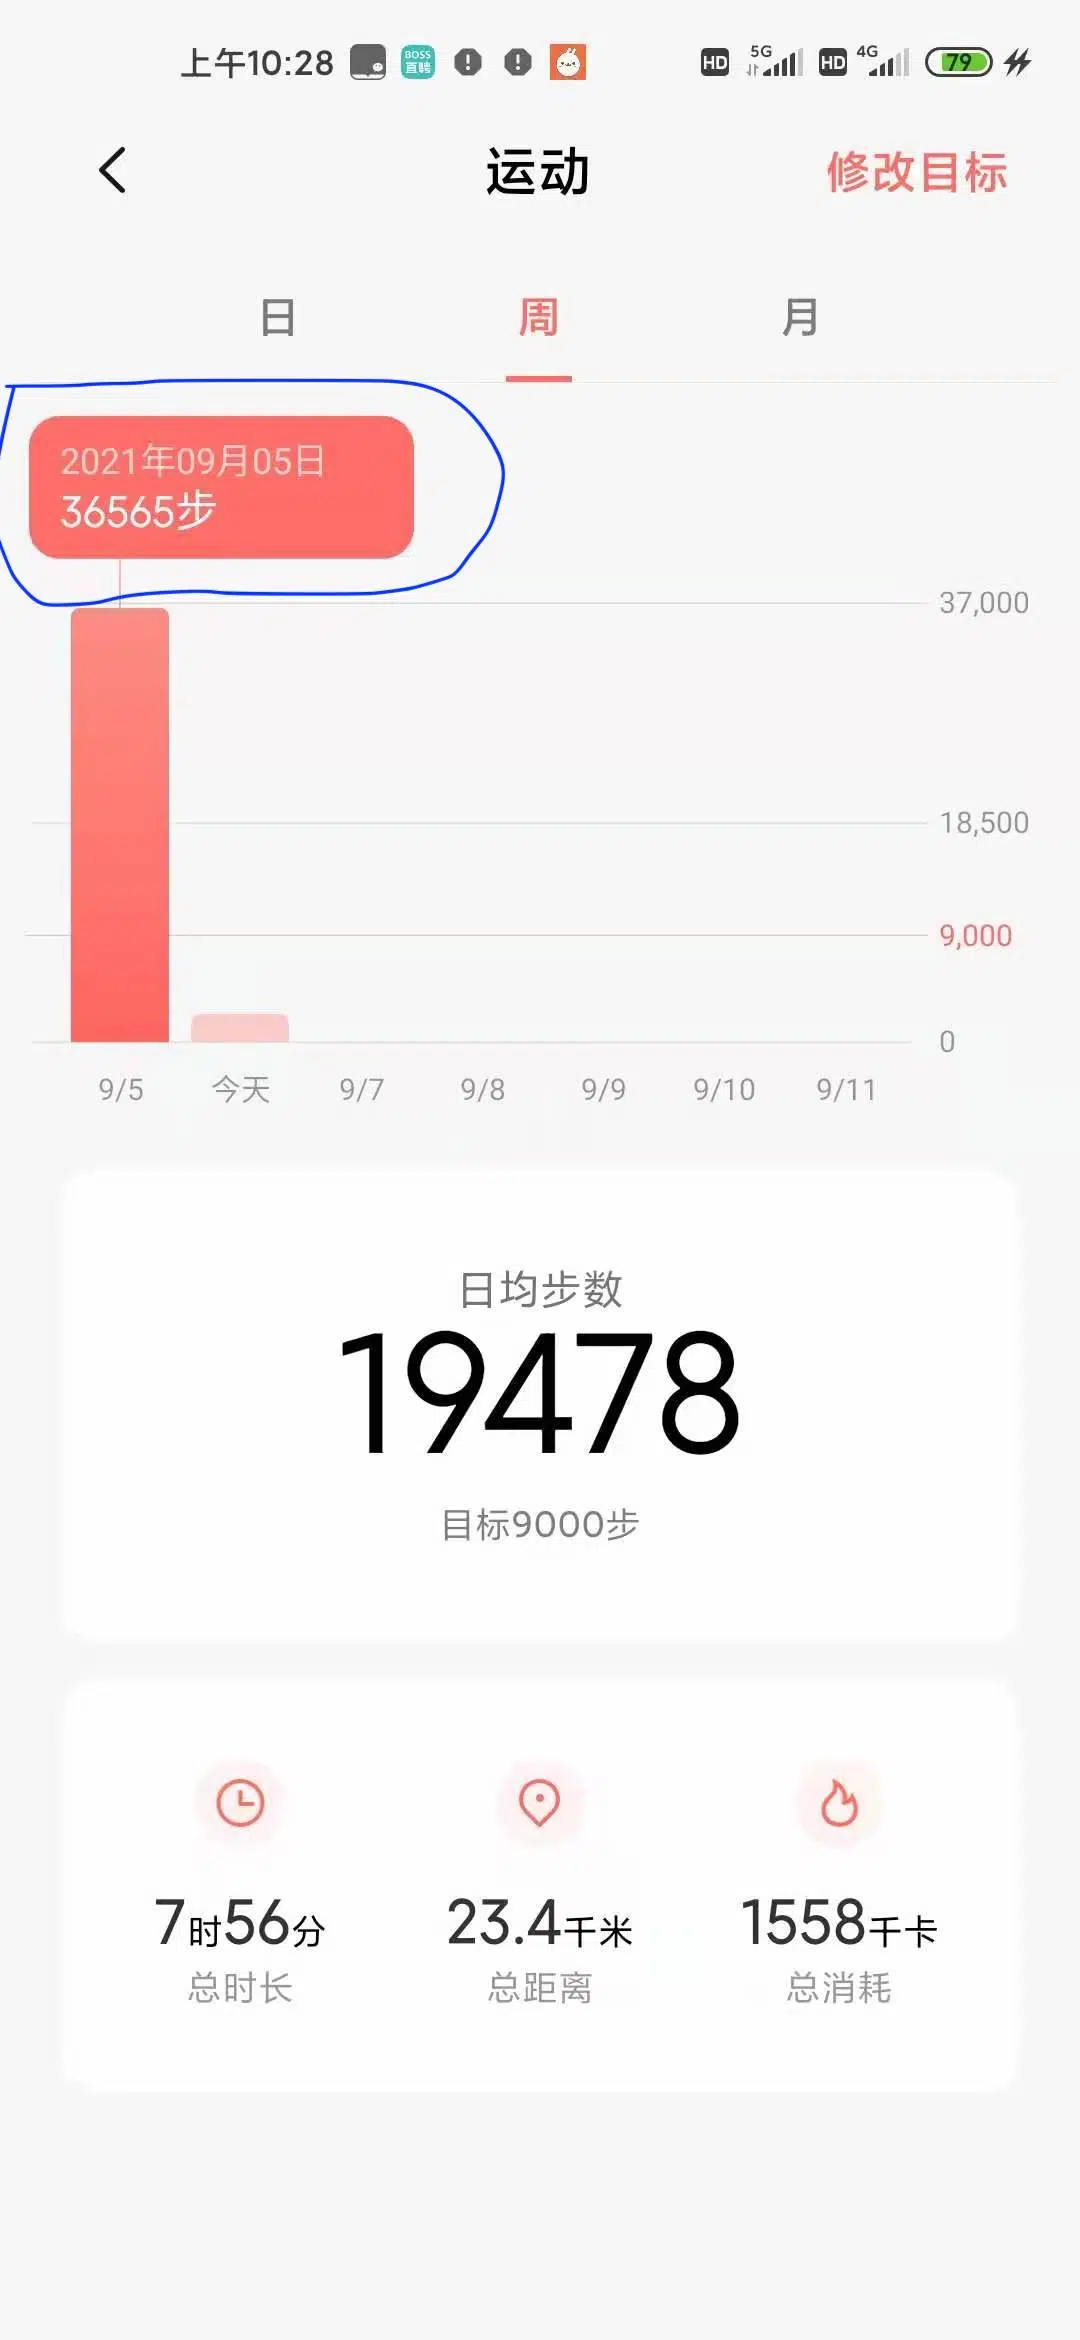 上午10:28 BOSS直聘 HD 5G HD 4G 79
运动 修改目标
日 周 月
2021年09月05日
36565步
37,000
18,500
9,000
0
9/5 今天 9/7 9/8 9/9 9/10 9/11
日均步数
19478
目标9000步
7时56分 23.4千米 1558千卡
总时长 总距离 总消耗